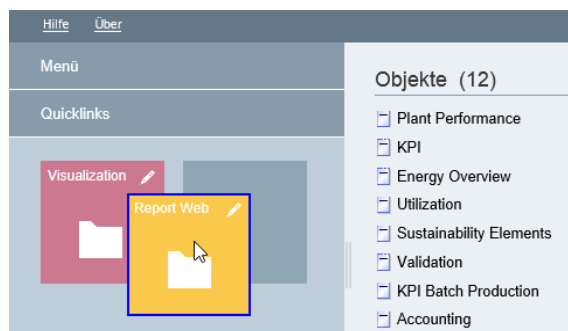 Hilfe Über
Menü
Quicklinks
Visualization
Report Web
Objekte (12)
Plant Performance
KPI
Energy Overview
Utilization
Sustainability Elements
Validation
KPI Batch Production
Accounting